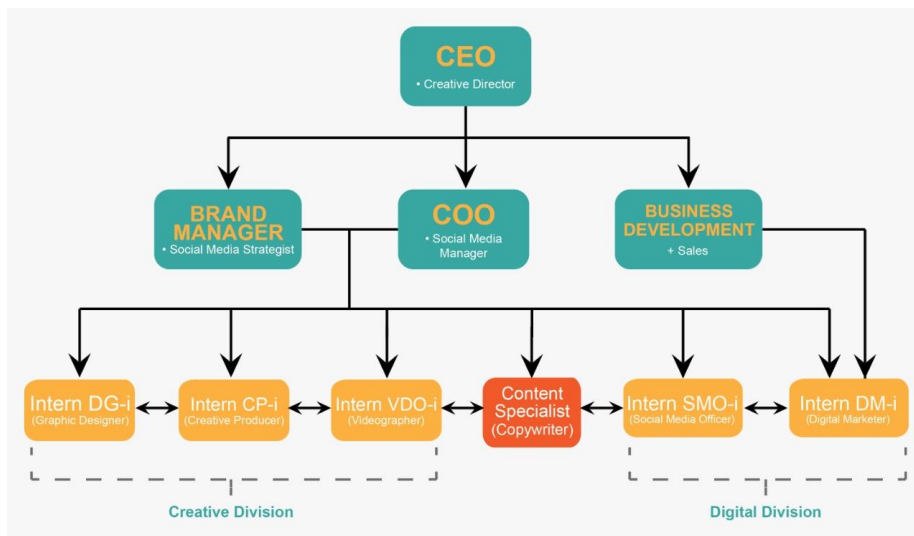 CEO
• Creative Director
BRAND
MANAGER
• Social Media Strategist
COO
• Social Media
Manager
BUSINESS
DEVELOPMENT
+ Sales
Intern DG-i
(Graphic Designer)
Intern CP-i
(Creative Producer)
Intern VDO-i
(Videographer)
Content
Specialist
(Copywriter)
Intern SMO-i
(Social Media Officer)
Intern DM-i
(Digital Marketer)
Creative Division
Digital Division